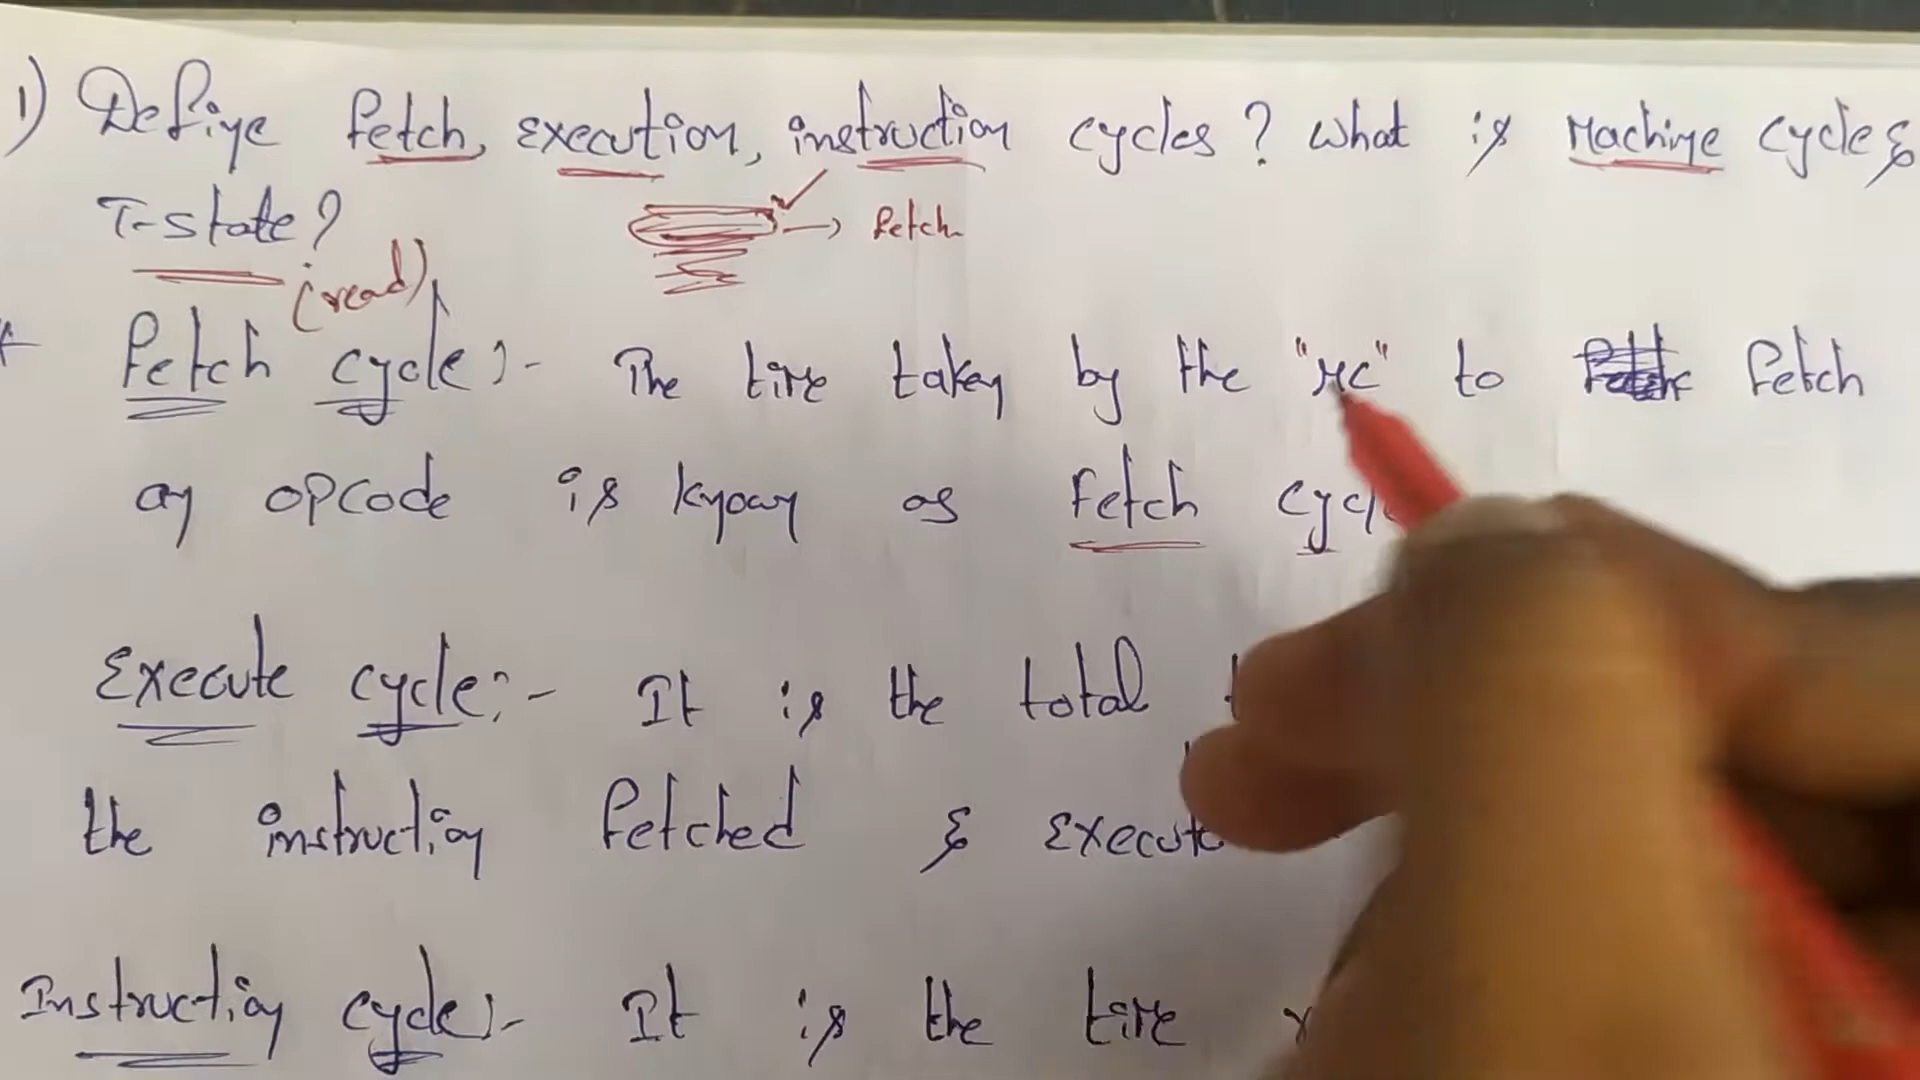 1) Define fetch, execution, instruction cycles? What is Machine cycle &
T-state?
→ fetch
(read)
Fetch cycle:- The time taken by the "μc" to fetch
an opcode is known as Fetch
Execute cycle:- It is the total
the instruction fetched & execute
Instruction cycle:- It is the time